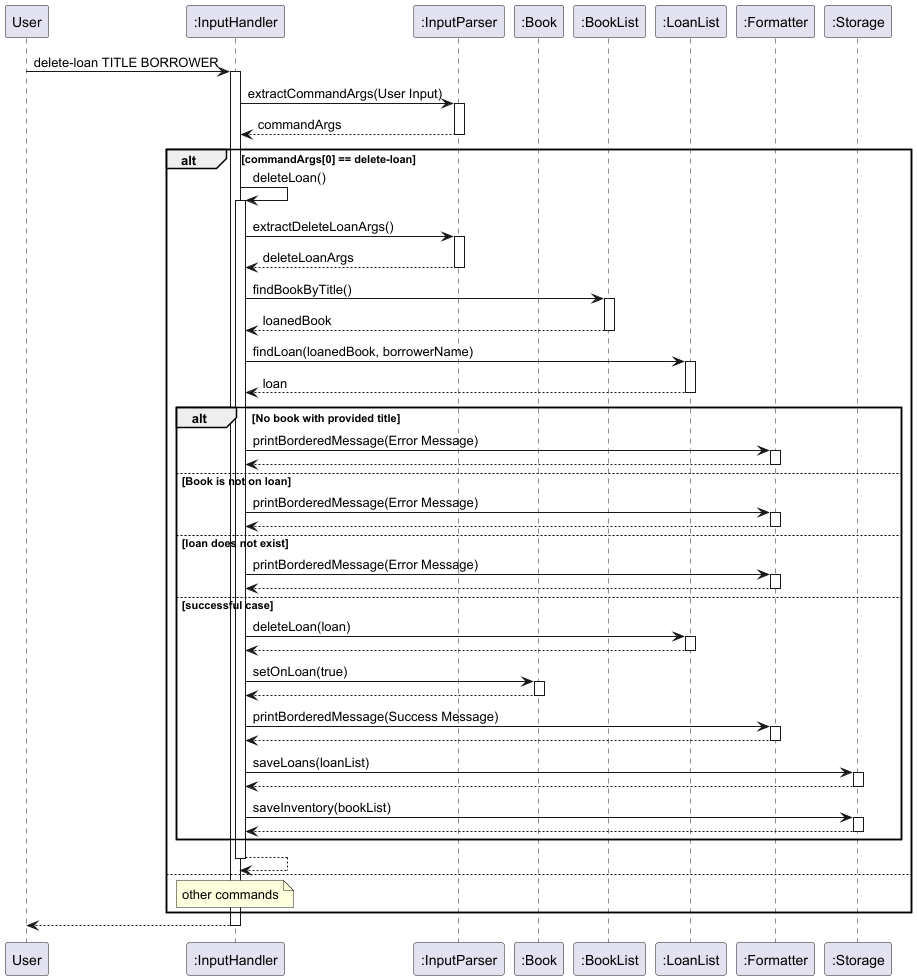 User :InputHandler :InputParser :Book :BookList :LoanList :Formatter :Storage
delete-loan TITLE BORROWER
extractCommandArgs(User Input)
commandArgs
alt [commandArgs[0] == delete-loan]
deleteLoan()
extractDeleteLoanArgs()
deleteLoanArgs
findBookByTitle()
loanedBook
findLoan(loanedBook, borrowerName)
loan
alt [No book with provided title]
printBorderedMessage(Error Message)
[Book is not on loan]
printBorderedMessage(Error Message)
[loan does not exist]
printBorderedMessage(Error Message)
[successful case]
deleteLoan(loan)
setOnLoan(true)
printBorderedMessage(Success Message)
saveLoans(loanList)
saveInventory(bookList)
other commands
User :InputHandler :InputParser :Book :BookList :LoanList :Formatter :Storage